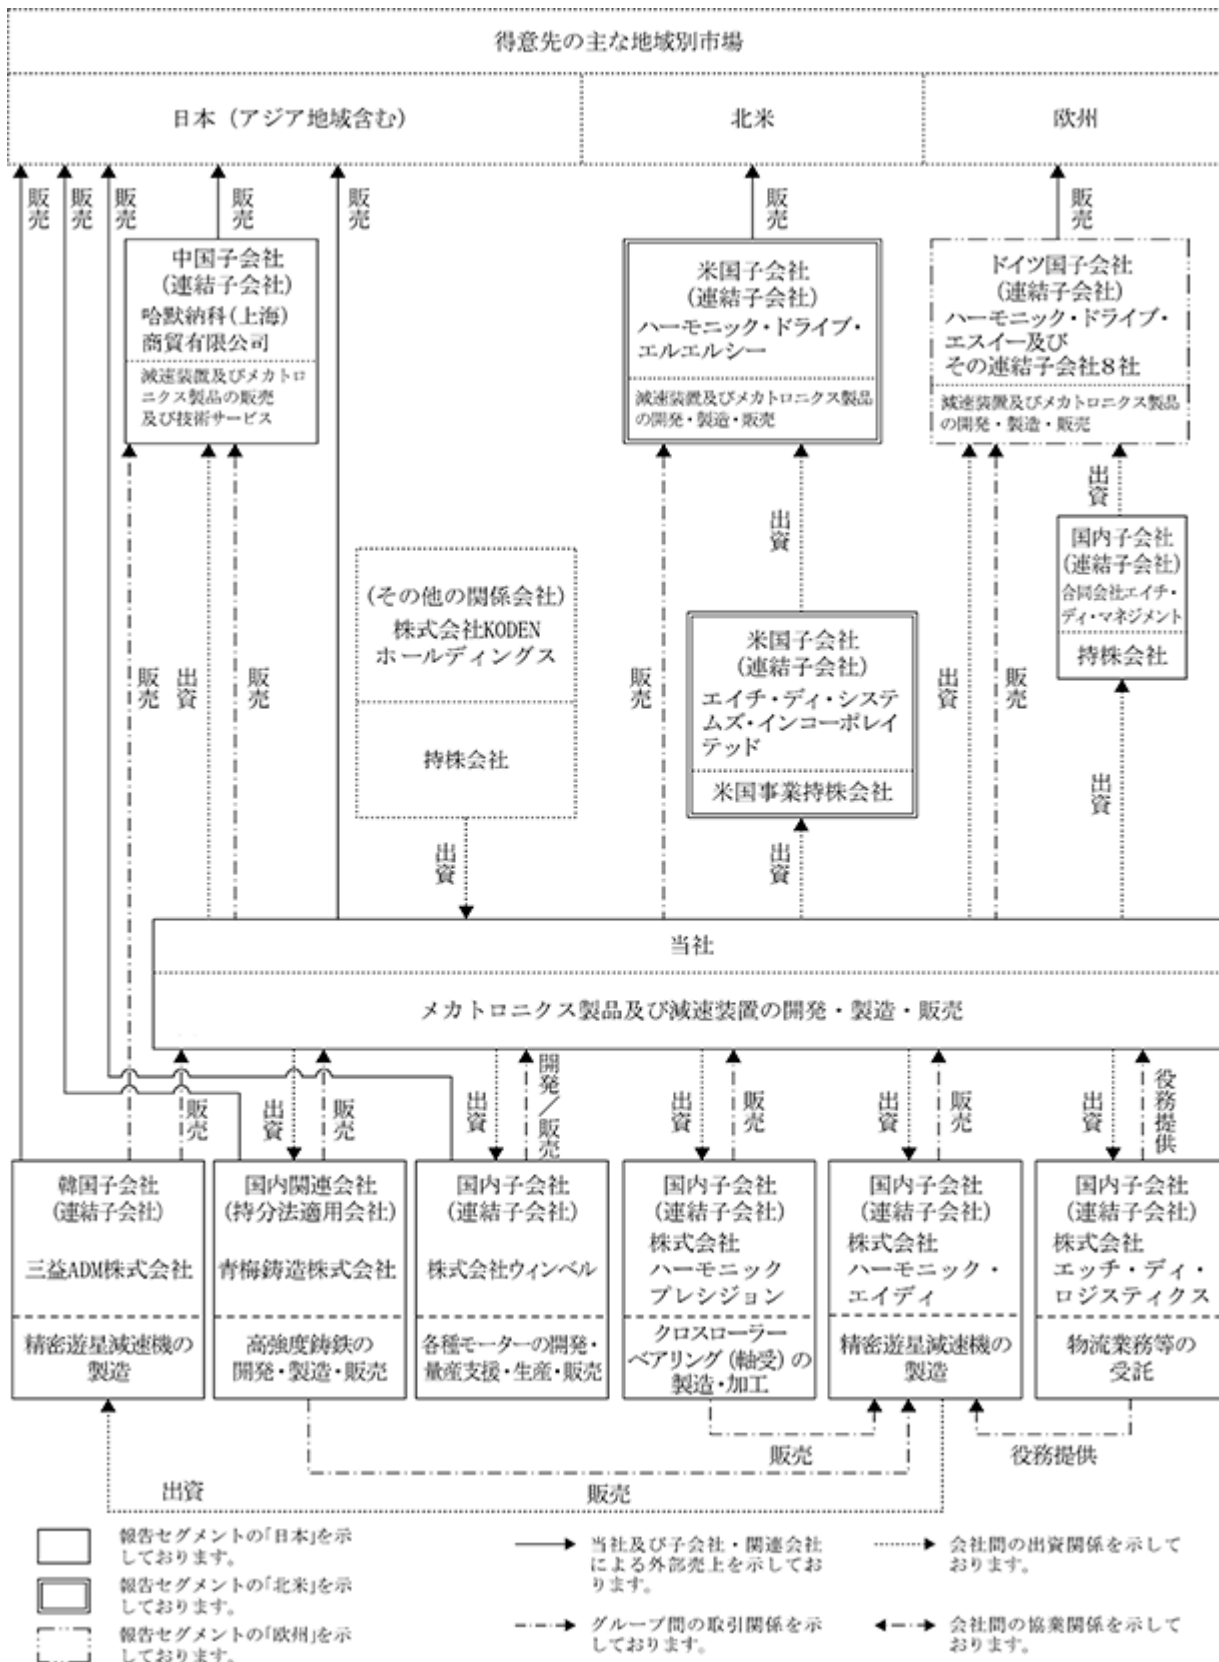 得意先の主な地域別市場
日本（アジア地域含む）
北米
欧州
販売
販売
販売
販売
販売
販売
販売
中国子会社
(連結子会社)
哈默納科(上海)
商貿有限公司
減速装置及びメカトロ
ニクス製品の販売
及び技術サービス
米国子会社
(連結子会社)
ハーモニック・ドライブ・
エルエルシー
減速装置及びメカトロニクス製品
の開発・製造・販売
ドイツ国子会社
(連結子会社)
ハーモニック・ドライブ・
エスイー及び
その連結子会社8社
減速装置及びメカトロニクス製品
の開発・製造・販売
出資
出資
国内子会社
(連結子会社)
合同会社エイチ・
ディ・マネジメント
持株会社
(その他の関係会社)
株式会社KODEN
ホールディングス
持株会社
米国子会社
(連結子会社)
エイチ・ディ・システ
ムズ・インコーポレイ
テッド
米国事業持株会社
販売
出資
販売
販売
出資
販売
出資
出資
出資
当社
メカトロニクス製品及び減速装置の開発・製造・販売
販売
出資
販売
出資
開発／販売
出資
販売
出資
販売
出資
役務提供
韓国子会社
(連結子会社)
三益ADM株式会社
精密遊星減速機の
製造
国内関連会社
(持分法適用会社)
青梅鋳造株式会社
高強度鋳鉄の
開発・製造・販売
国内子会社
(連結子会社)
株式会社ウィンベル
各種モーターの開発・
量産支援・生産・販売
国内子会社
(連結子会社)
株式会社
ハーモニック
プレシジョン
クロスローラー
ベアリング(軸受)の
製造・加工
国内子会社
(連結子会社)
株式会社
ハーモニック・
エイディ
精密遊星減速機の
製造
国内子会社
(連結子会社)
株式会社
エッチ・ディ・
ロジスティクス
物流業務等の
受託
販売
役務提供
出資
販売
報告セグメントの「日本」を示
しております。
報告セグメントの「北米」を示
しております。
報告セグメントの「欧州」を示
しております。
当社及び子会社・関連会社
による外部売上を示してお
ります。
グループ間の取引関係を示
しております。
会社間の出資関係を示して
おります。
会社間の協業関係を示して
おります。